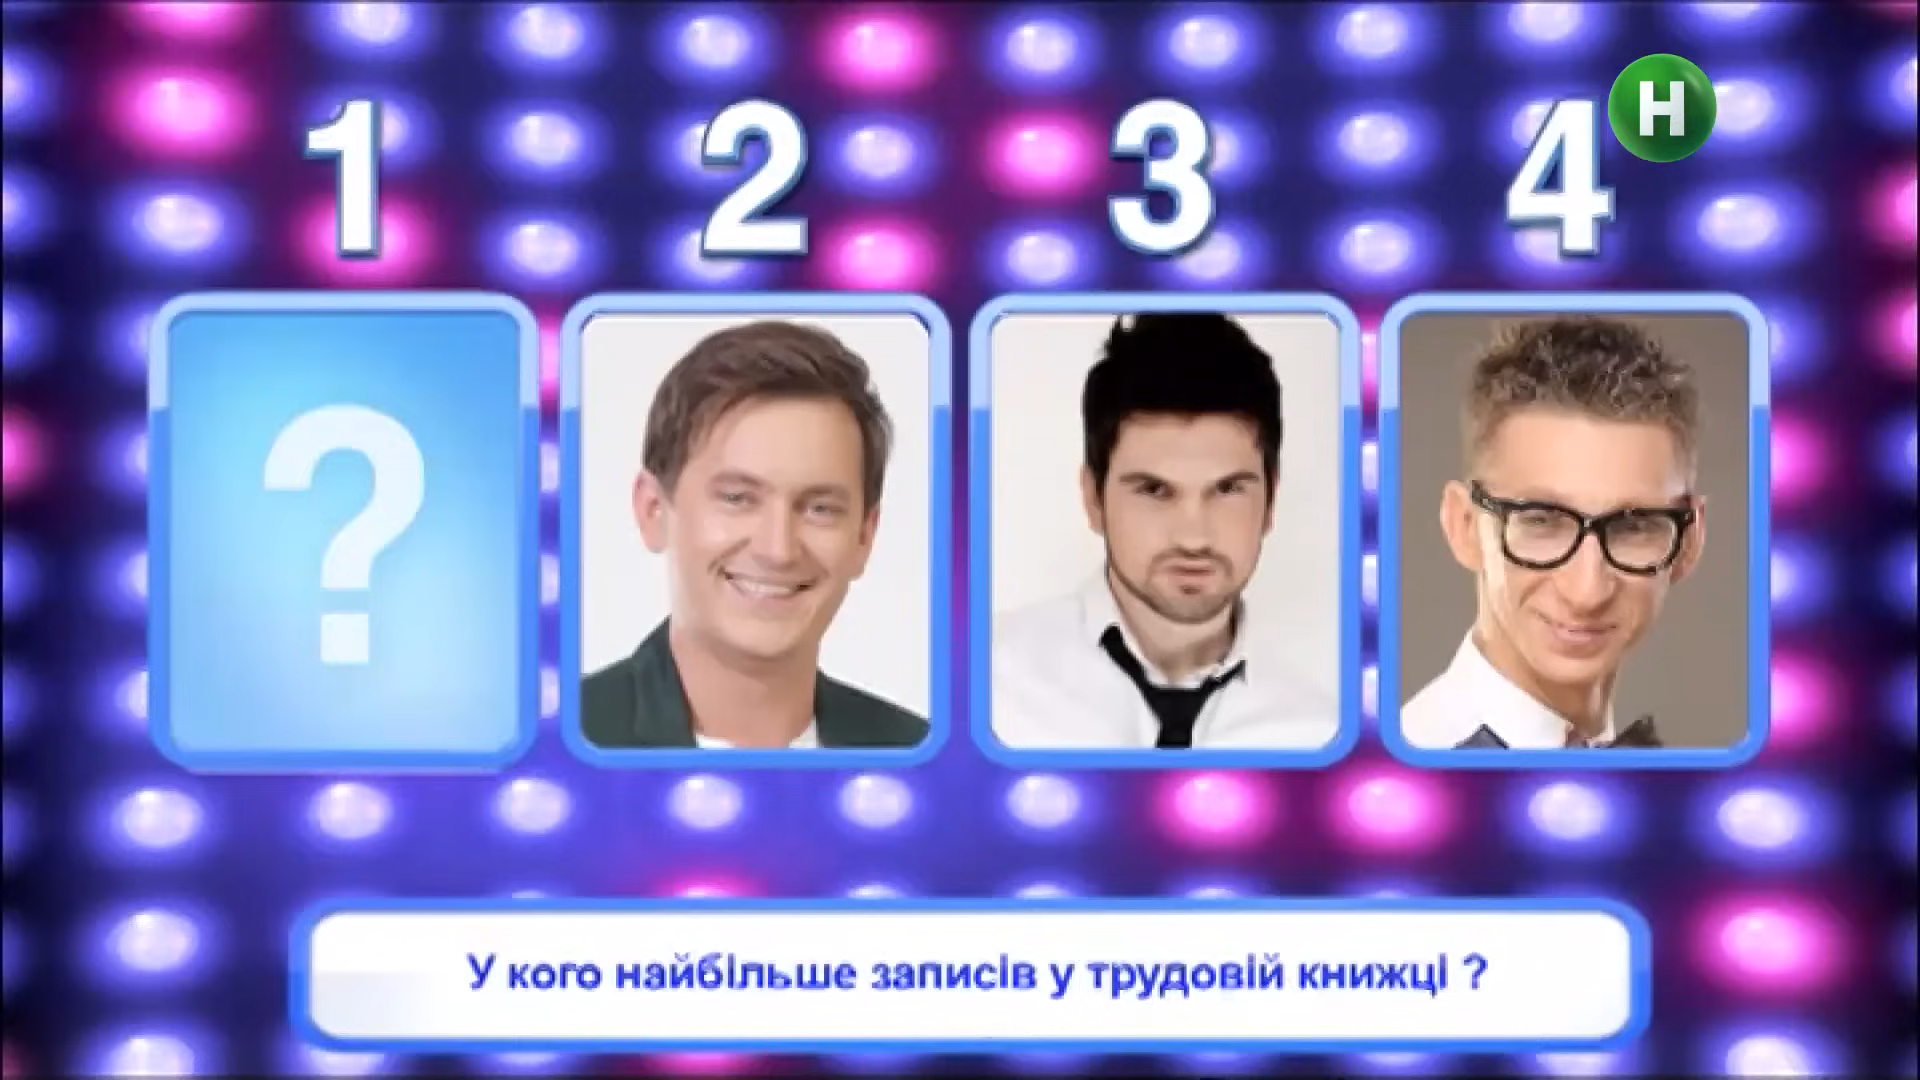 1 2 3 4
Н
?
У кого найбільше записів у трудовій книжці ?